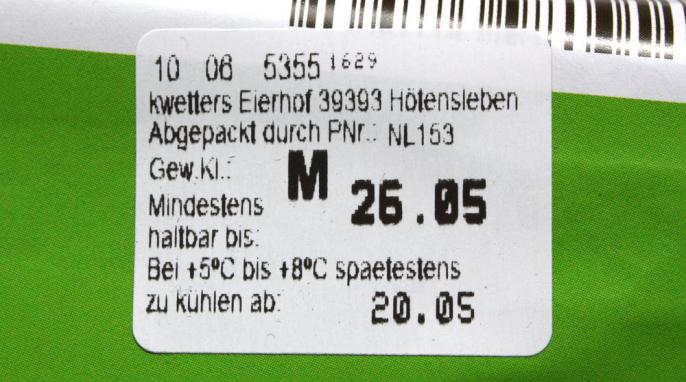 10 06 5355 1629
kwetters Eierhof 39393 Hötensleben
Abgepackt durch PNr.: NL153
Gew.Kl.: M
Mindestens
haltbar bis: 26.05
Bei +5°C bis +8°C spaetestens
zu kühlen ab: 20.05